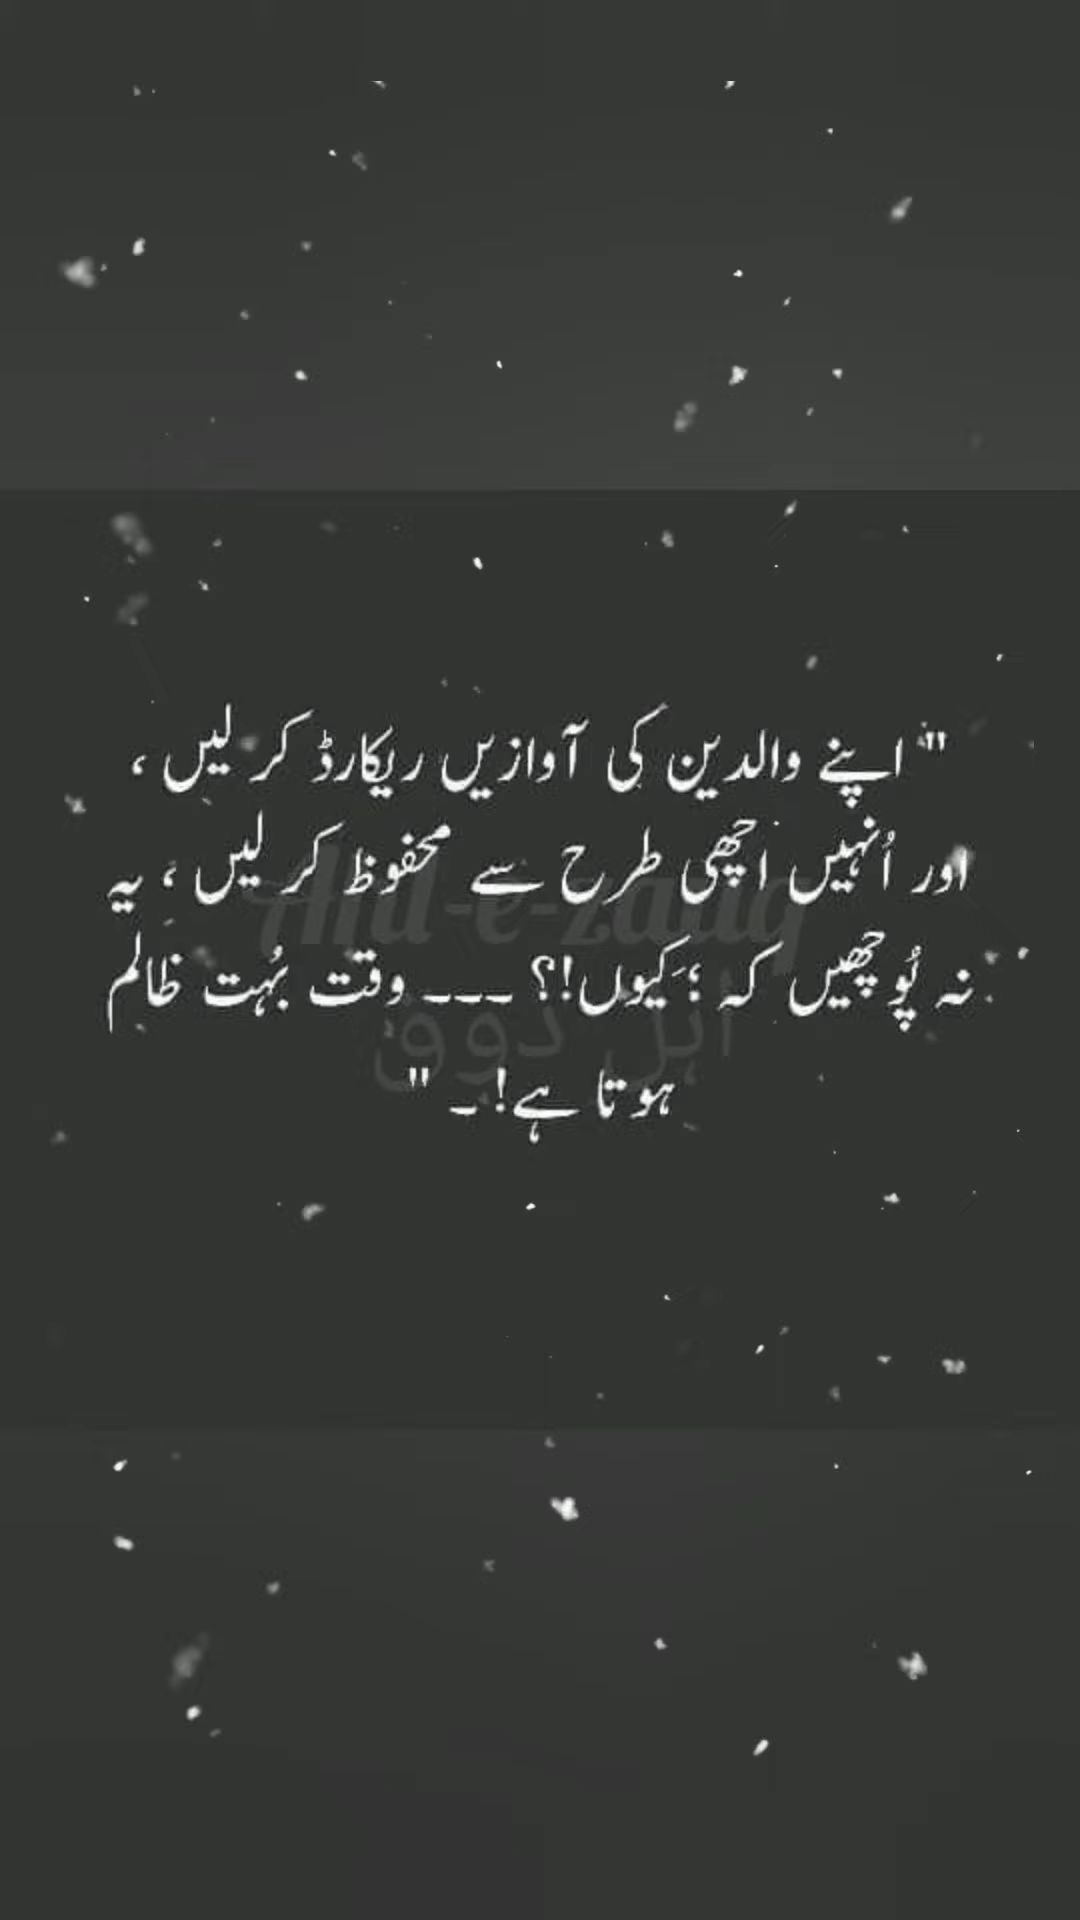 " اپنے والدین کی آوازیں ریکارڈ کر لیں ،
اور اُنہیں اچھی طرح سے محفوظ کر لیں ، یہ
نہ پُوچھیں کہ ؛ َکیوں!؟ ۔۔۔ وقت بُہت ظالم
ہوتا ہے!۔ "
Ahl-e-zauq
اہل ذوق